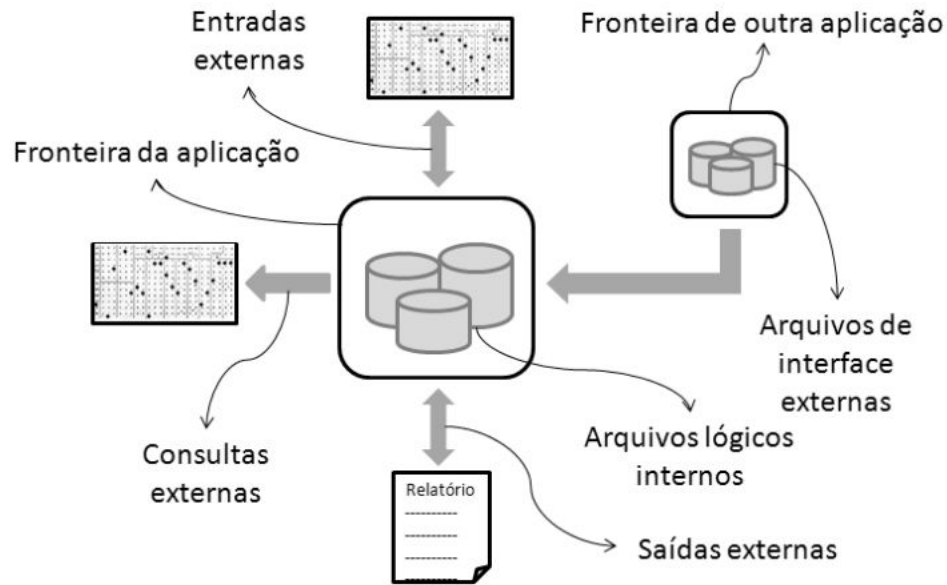 Entradas
externas
Fronteira de outra aplicação
Fronteira da aplicação
Arquivos de
interface
externas
Consultas
externas
Arquivos lógicos
internos
Relatório
Saídas externas